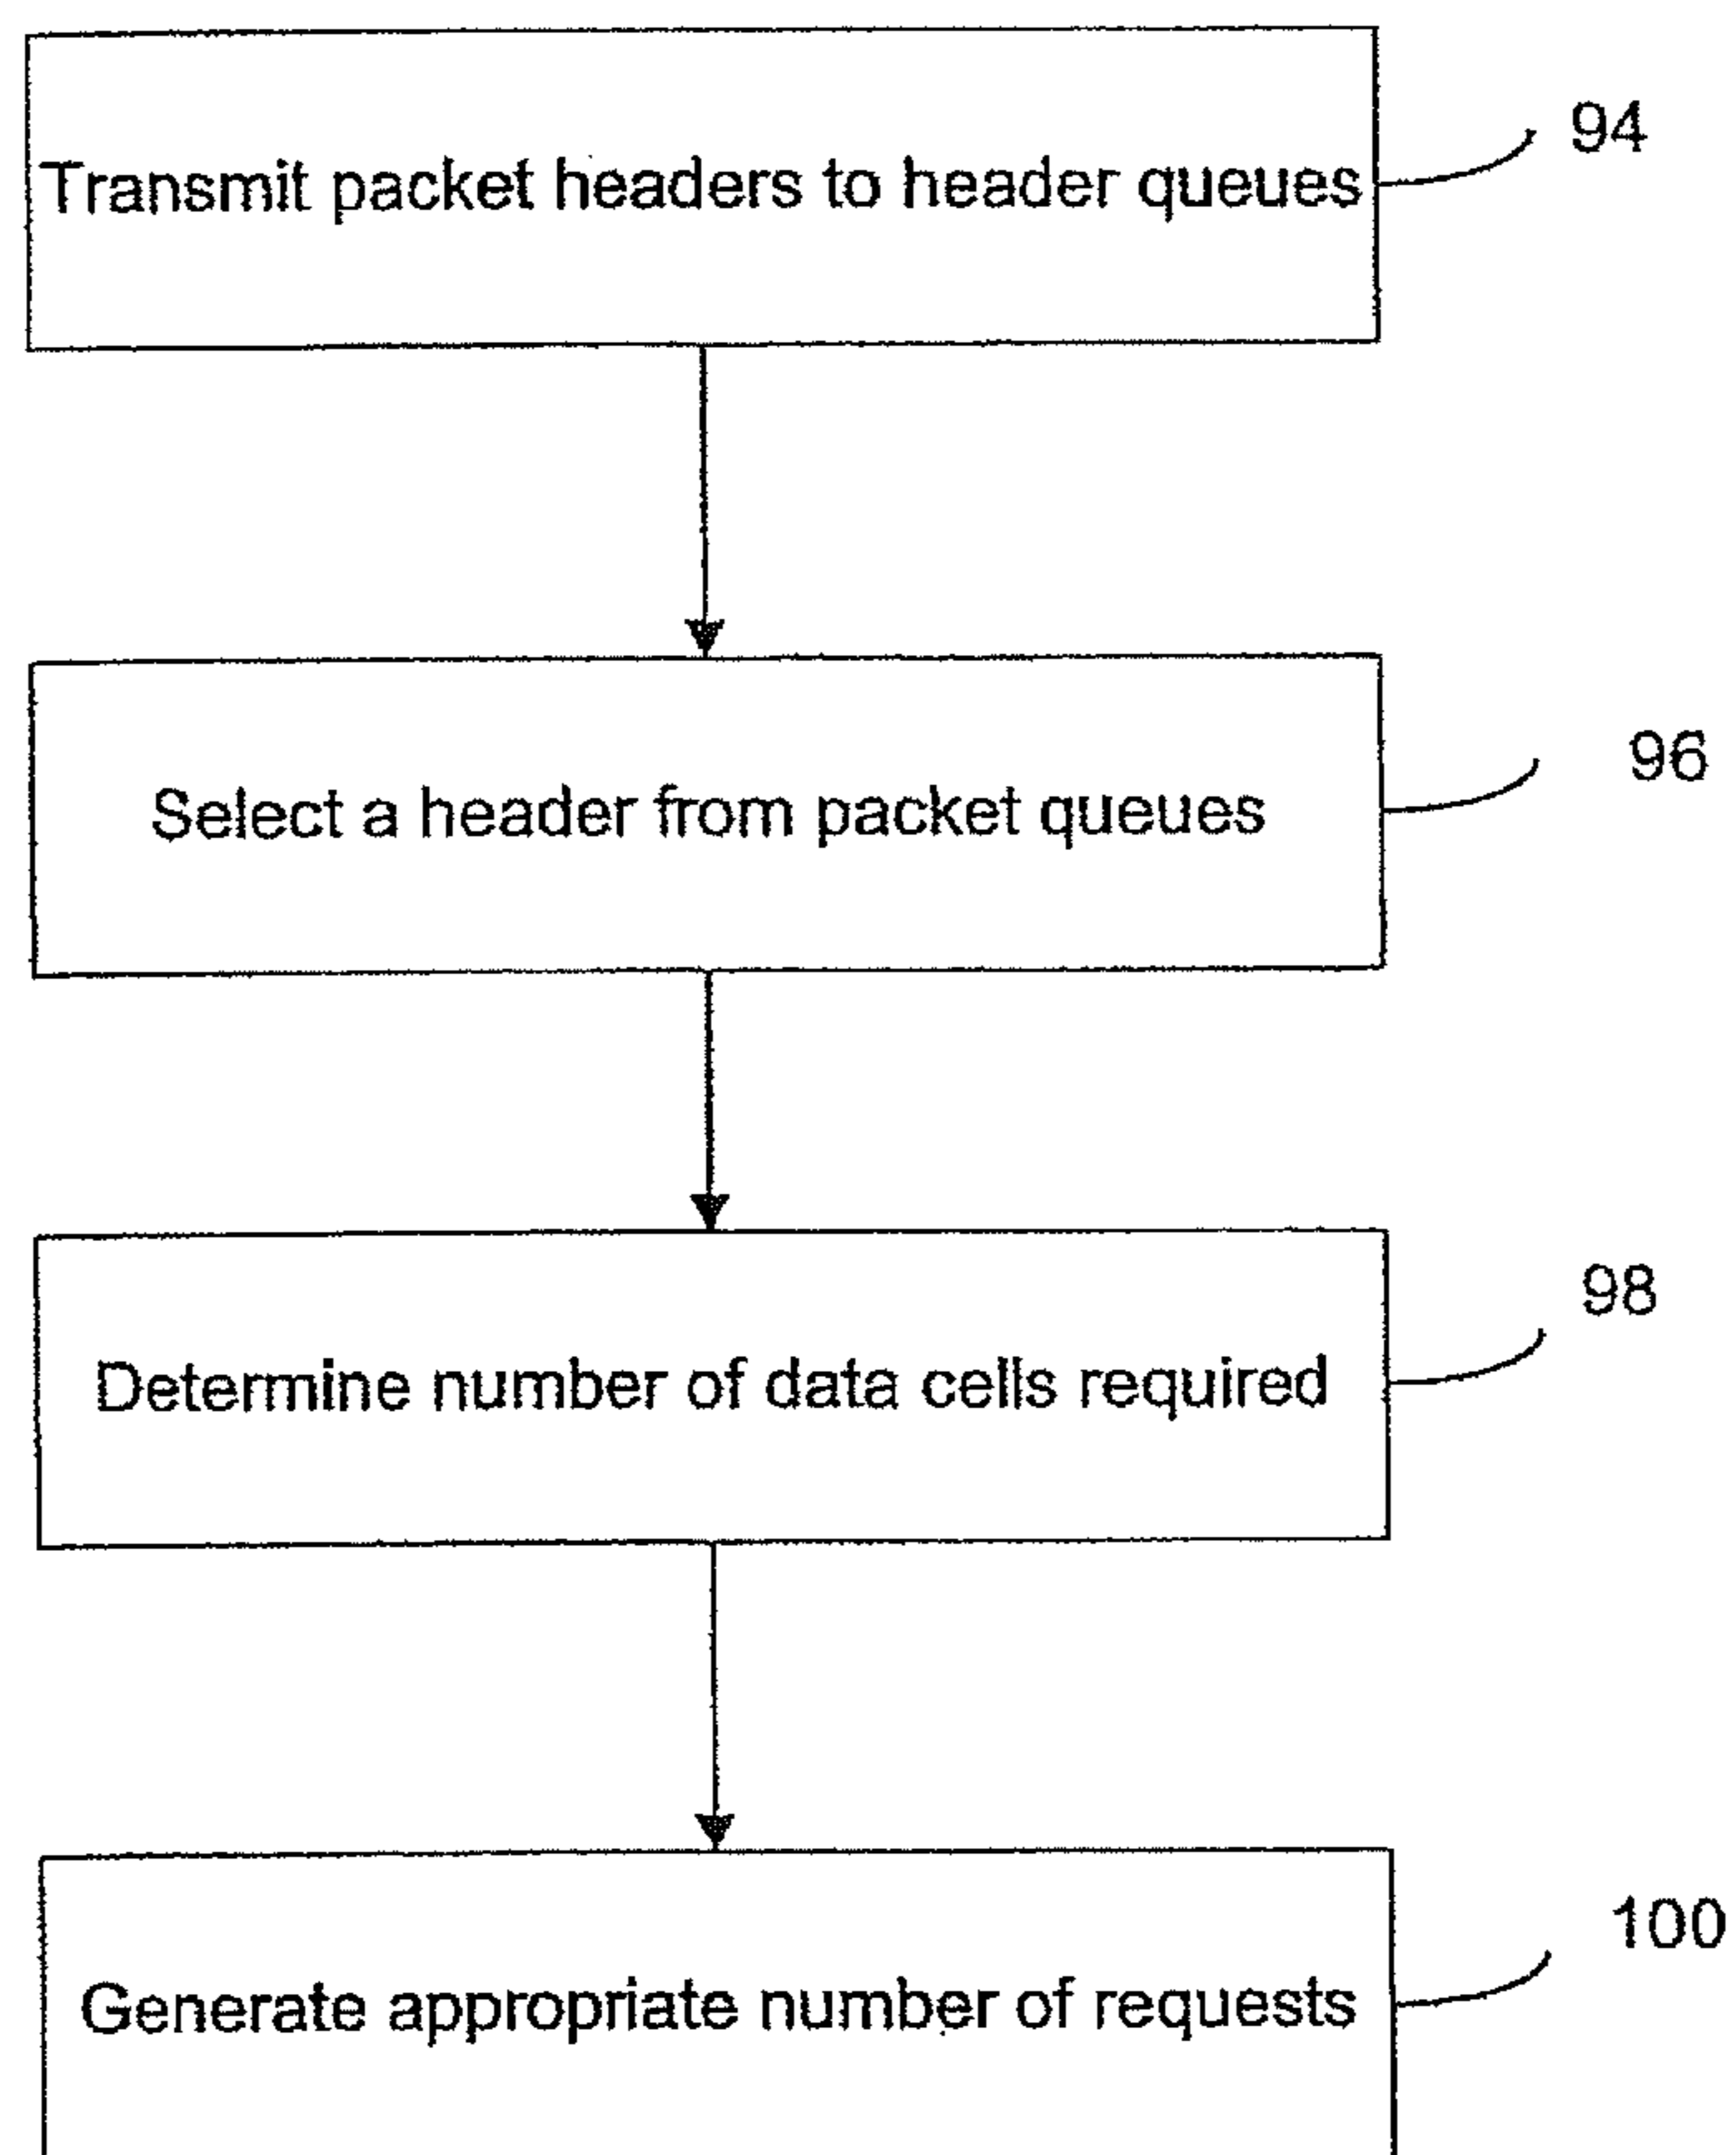 Transmit packet headers to header queues
94
Select a header from packet queues
96
Determine number of data cells required
98
Generate appropriate number of requests
100